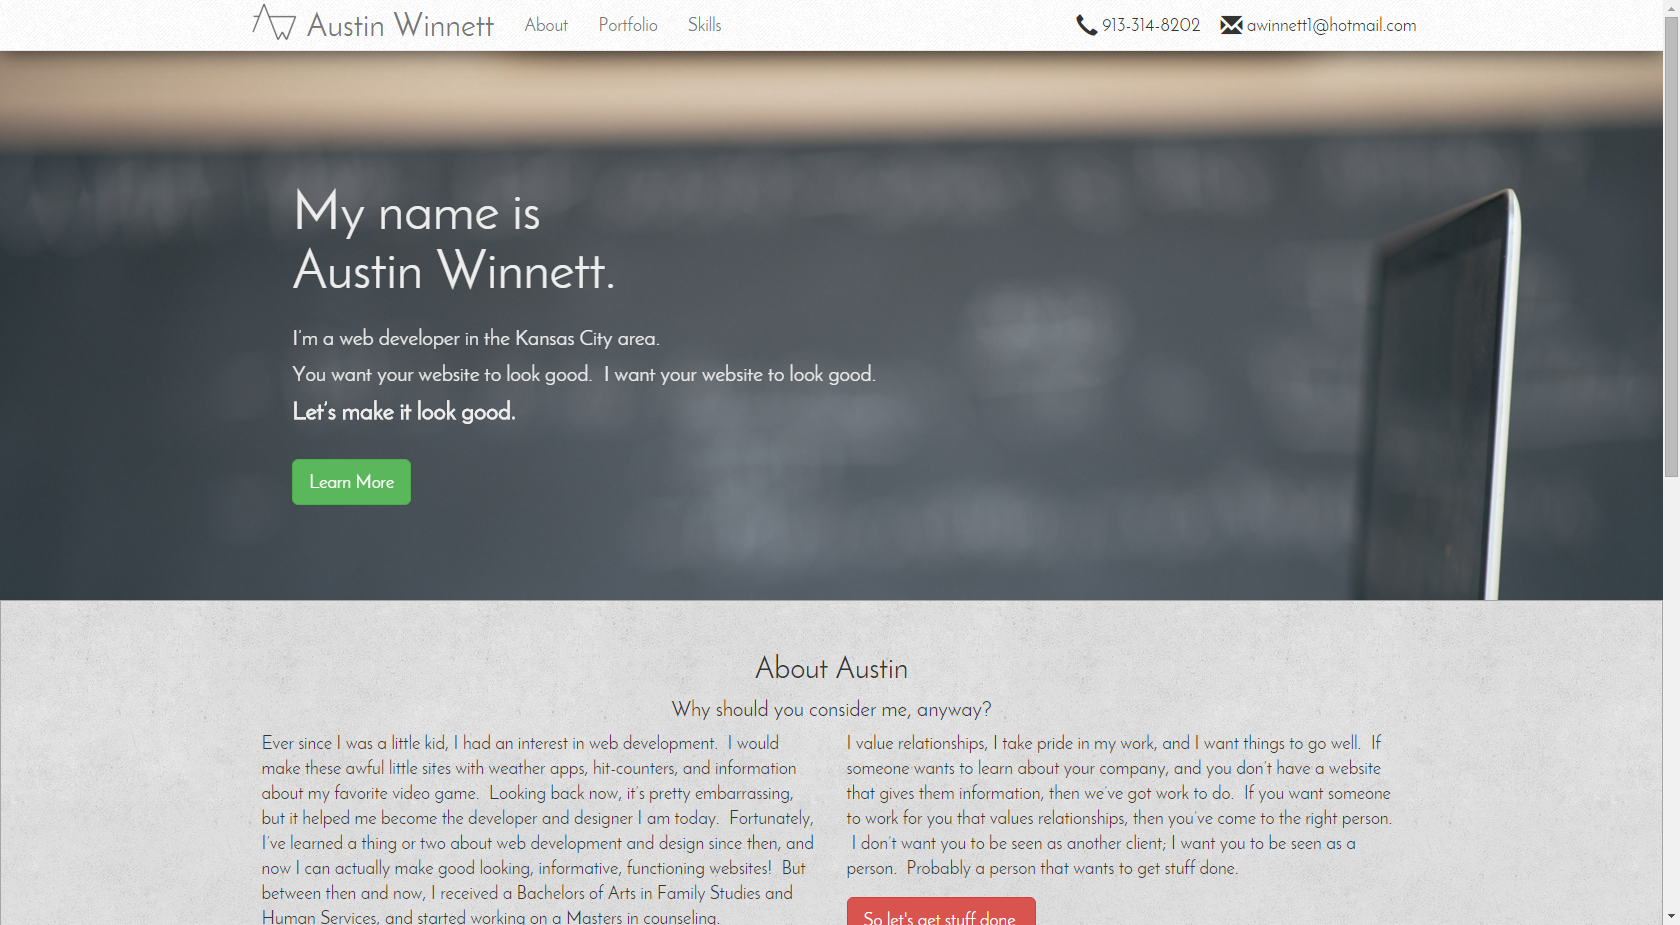 Austin Winnett About Portfolio Skills 913-314-8202 awinnett1@hotmail.com
My name is
Austin Winnett.
I'm a web developer in the Kansas City area.
You want your website to look good. I want your website to look good.
Let's make it look good.
Learn More
About Austin
Why should you consider me, anyway?
Ever since I was a little kid, I had an interest in web development. I would
make these awful little sites with weather apps, hit-counters, and information
about my favorite video game. Looking back now, it's pretty embarrassing,
but it helped me become the developer and designer I am today. Fortunately,
I've learned a thing or two about web development and design since then, and
now I can actually make good looking, informative, functioning websites! But
between then and now, I received a Bachelors of Arts in Family Studies and
Human Services, and started working on a Masters in counseling.
I value relationships, I take pride in my work, and I want things to go well. If
someone wants to learn about your company, and you don't have a website
that gives them information, then we've got work to do. If you want someone
to work for you that values relationships, then you've come to the right person.
I don't want you to be seen as another client; I want you to be seen as a
person. Probably a person that wants to get stuff done.
So let's get stuff done